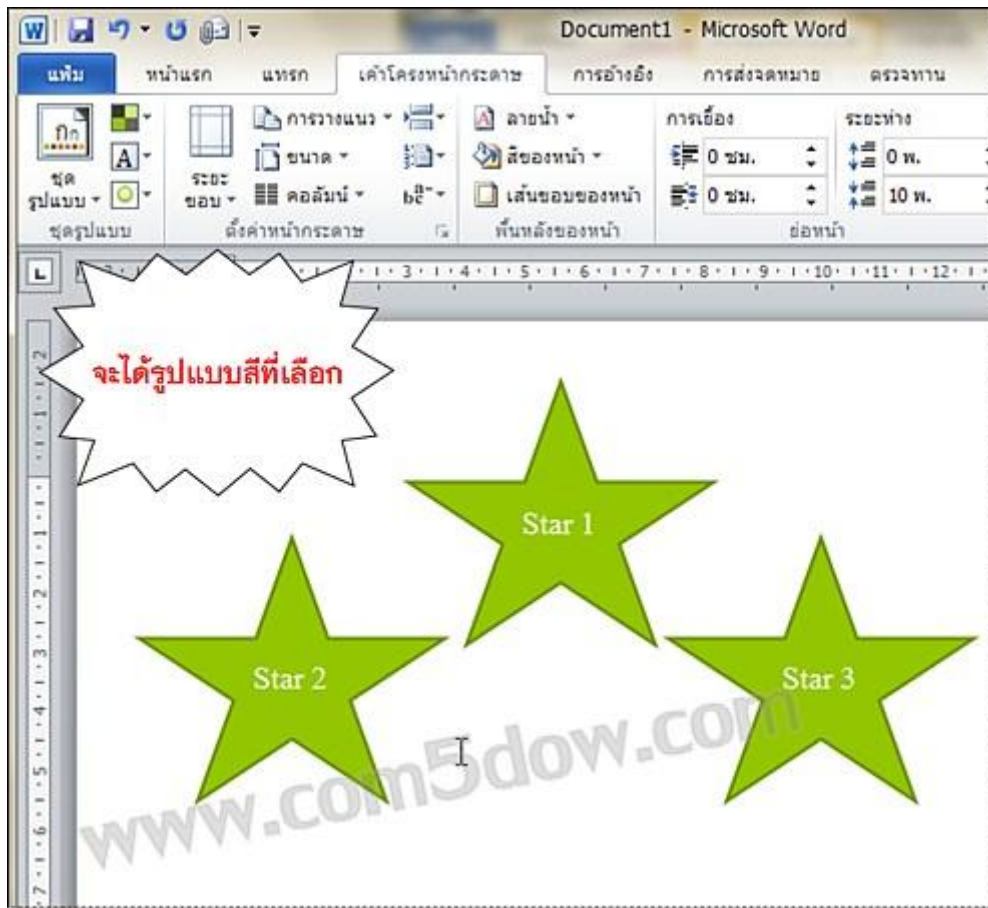 Document1 - Microsoft Word
แฟ้ม หน้าแรก แทรก เค้าโครงหน้ากระดาษ การอ้างอิง การส่งจดหมาย ตรวจทาน
ชุดรูปแบบ
ระยะขอบ
การวางแนว
ขนาด
คอลัมน์
ลายน้ำ
สีของหน้า
เส้นขอบของหน้า
การเยื้อง
0 ซม.
0 ซม.
ระยะห่าง
0 พ.
10 พ.
ชุดรูปแบบ ตั้งค่าหน้ากระดาษ พื้นหลังของหน้า ย่อหน้า
3 4 5 6 7 8 9 10 11 12
จะได้รูปแบบสีที่เลือก
Star 1
Star 2
Star 3
www.com5dow.com